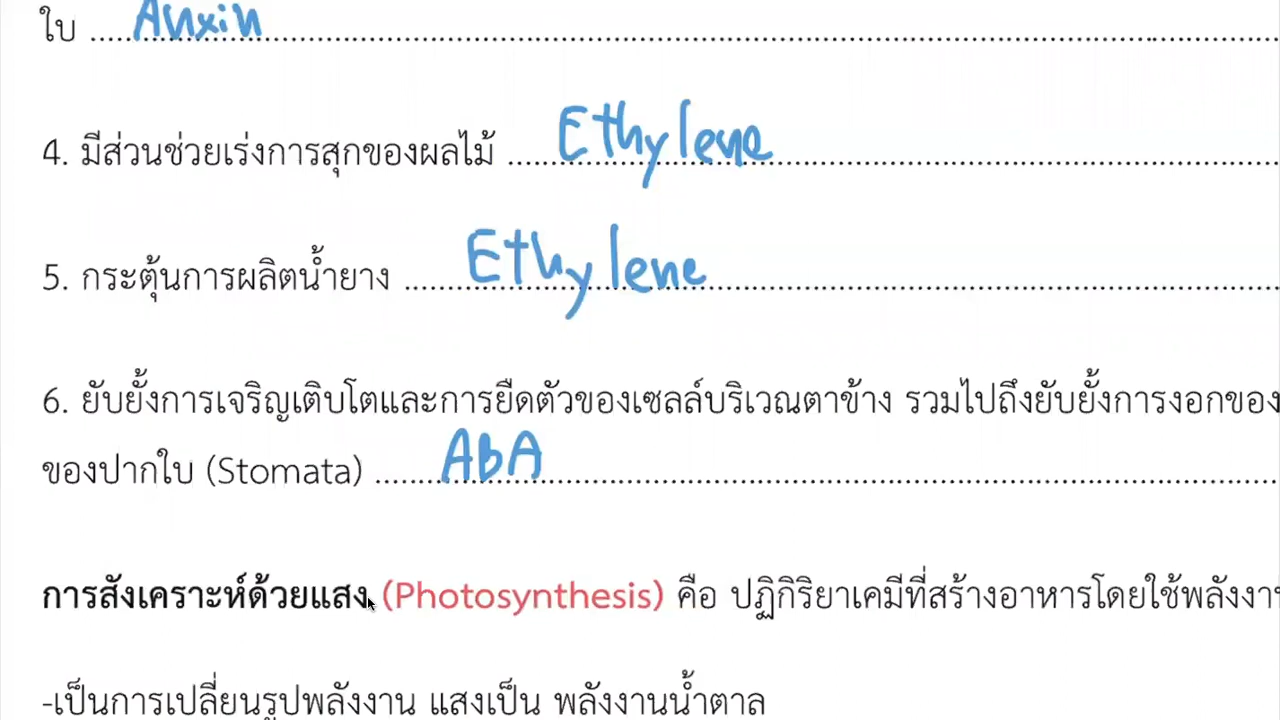 ใบ ..... Auxin ..........
4. มีส่วนช่วยเร่งการสุกของผลไม้ ..... Ethylene ..........
5. กระตุ้นการผลิตน้ำยาง ..... Ethylene ..........
6. ยับยั้งการเจริญเติบโตและการยืดตัวของเซลล์บริเวณตาข้าง รวมไปถึงยับยั้งการงอกของ
ของปากใบ (Stomata) ..... AbA ..........
การสังเคราะห์ด้วยแสง (Photosynthesis) คือ ปฏิกิริยาเคมีที่สร้างอาหารโดยใช้พลังงาน
-เป็นการเปลี่ยนรูปพลังงาน แสงเป็น พลังงานน้ำตาล